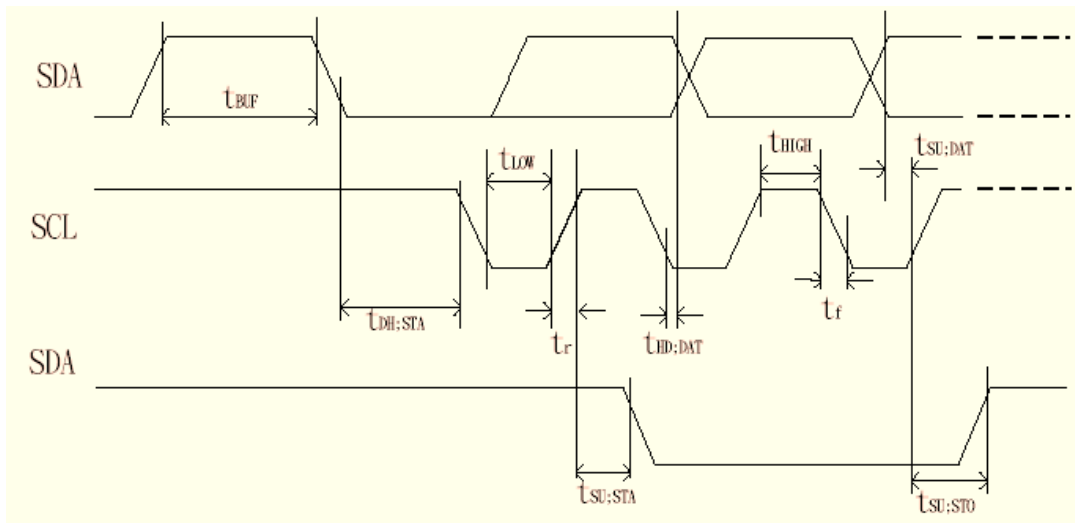 SDA
tBUF
tLOW
tHIGH
tSU;DAT
SCL
tDH;STA
tr
tHD;DAT
tf
SDA
tSU;STA
tSU;STO